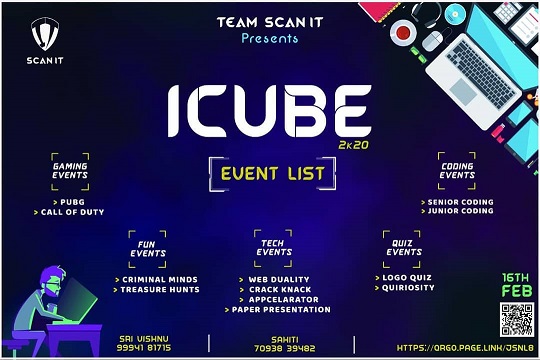 SCAN IT
TEAM SCAN IT
Presents
ICUBE
2K20
EVENT LIST
GAMING
EVENTS
> PUBG
> CALL OF DUTY
CODING
EVENTS
> SENIOR CODING
> JUNIOR CODING
FUN
EVENTS
> CRIMINAL MINDS
> TREASURE HUNTS
TECH
EVENTS
> WEB DUALITY
> CRACK KNACK
> APPCELARATOR
> PAPER PRESENTATION
QUIZ
EVENTS
> LOGO QUIZ
> QUIRIOSITY
16TH
FEB
SRI VISHNU
99941 81715
SAHITI
70938 39482
HTTPS://QRGO.PAGE.LINK/JSNL8